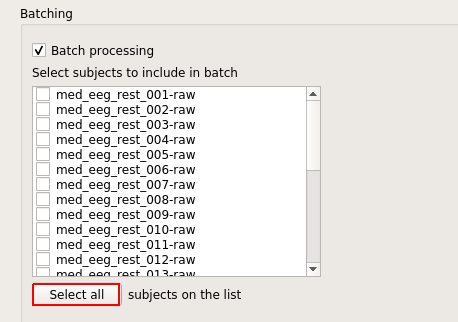 Batching
Batch processing
Select subjects to include in batch
med_eeg_rest_001-raw
med_eeg_rest_002-raw
med_eeg_rest_003-raw
med_eeg_rest_004-raw
med_eeg_rest_005-raw
med_eeg_rest_006-raw
med_eeg_rest_007-raw
med_eeg_rest_008-raw
med_eeg_rest_009-raw
med_eeg_rest_010-raw
med_eeg_rest_011-raw
med_eeg_rest_012-raw
med_eeg_rest_013-raw
Select all subjects on the list